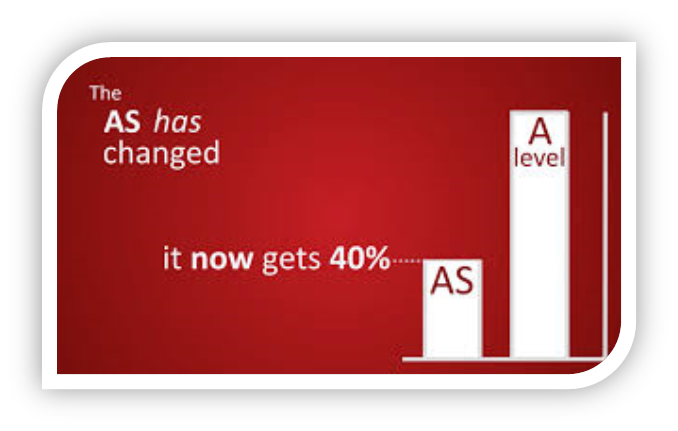 The
AS has
changed
it now gets 40%
AS
A
level